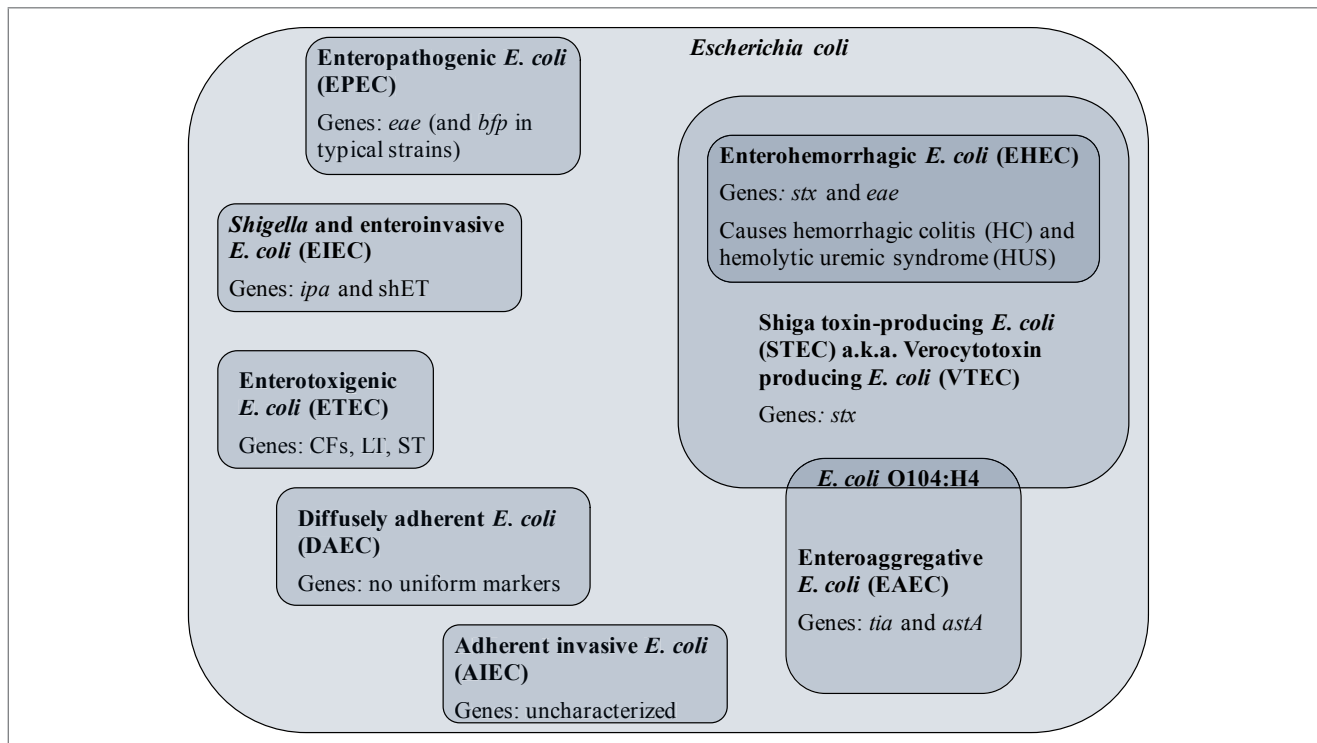 Escherichia coli
Enteropathogenic E. coli
(EPEC)
Genes: eae (and bfp in
typical strains)
Enterohemorrhagic E. coli (EHEC)
Genes: stx and eae
Causes hemorrhagic colitis (HC) and
hemolytic uremic syndrome (HUS)
Shigella and enteroinvasive
E. coli (EIEC)
Genes: ipa and shET
Shiga toxin-producing E. coli
(STEC) a.k.a. Verocytotoxin
producing E. coli (VTEC)
Genes: stx
Enterotoxigenic
E. coli (ETEC)
Genes: CFs, LT, ST
E. coli O104:H4
Diffusely adherent E. coli
(DAEC)
Genes: no uniform markers
Enteroaggregative
E. coli (EAEC)
Genes: tia and astA
Adherent invasive E. coli
(AIEC)
Genes: uncharacterized